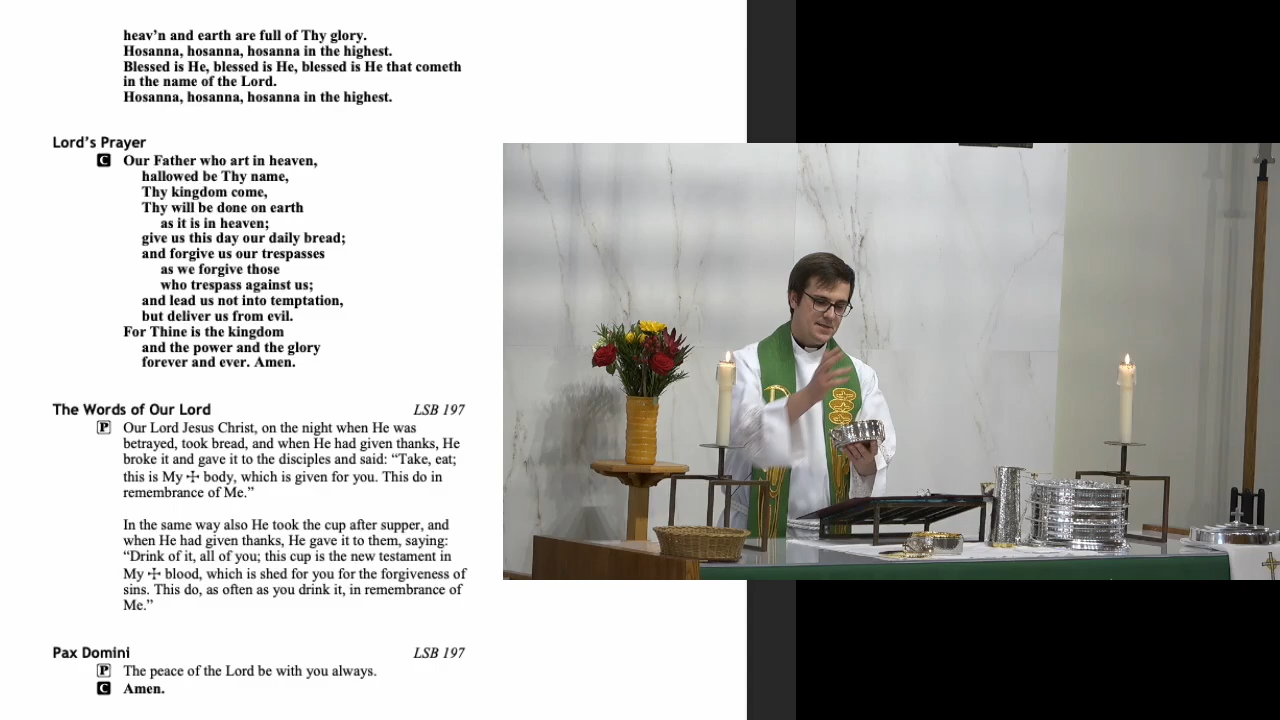 heav’n and earth are full of Thy glory.
Hosanna, hosanna, hosanna in the highest.
Blessed is He, blessed is He, blessed is He that cometh
in the name of the Lord.
Hosanna, hosanna, hosanna in the highest.
Lord’s Prayer
C Our Father who art in heaven,
hallowed be Thy name,
Thy kingdom come,
Thy will be done on earth
as it is in heaven;
give us this day our daily bread;
and forgive us our trespasses
as we forgive those
who trespass against us;
and lead us not into temptation,
but deliver us from evil.
For Thine is the kingdom
and the power and the glory
forever and ever. Amen.
The Words of Our Lord LSB 197
P Our Lord Jesus Christ, on the night when He was
betrayed, took bread, and when He had given thanks, He
broke it and gave it to the disciples and said: “Take, eat;
this is My ☩ body, which is given for you. This do in
remembrance of Me.”
In the same way also He took the cup after supper, and
when He had given thanks, He gave it to them, saying:
“Drink of it, all of you; this cup is the new testament in
My ☩ blood, which is shed for you for the forgiveness of
sins. This do, as often as you drink it, in remembrance of
Me.”
Pax Domini LSB 197
P The peace of the Lord be with you always.
C Amen.